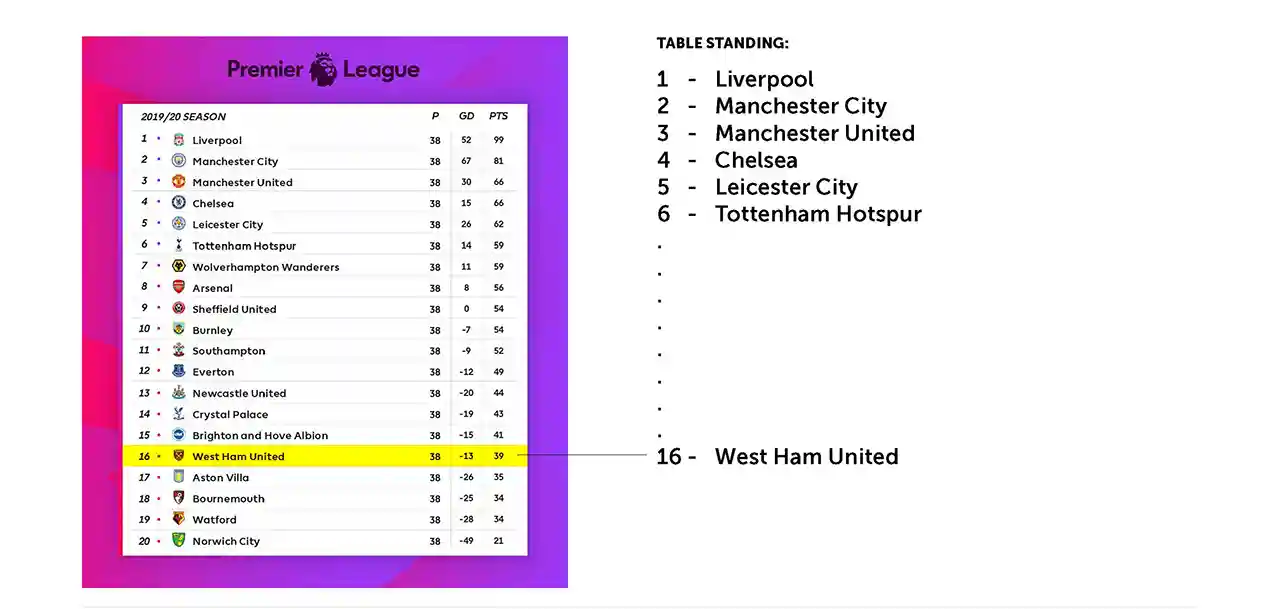 Premier League
2019/20 SEASON P GD PTS
1 Liverpool 38 52 99
2 Manchester City 38 67 81
3 Manchester United 38 30 66
4 Chelsea 38 15 66
5 Leicester City 38 26 62
6 Tottenham Hotspur 38 14 59
7 Wolverhampton Wanderers 38 11 59
8 Arsenal 38 8 56
9 Sheffield United 38 0 54
10 Burnley 38 -7 54
11 Southampton 38 -9 52
12 Everton 38 -12 49
13 Newcastle United 38 -20 44
14 Crystal Palace 38 -19 43
15 Brighton and Hove Albion 38 -15 41
16 West Ham United 38 -13 39
17 Aston Villa 38 -26 35
18 Bournemouth 38 -25 34
19 Watford 38 -28 34
20 Norwich City 38 -49 21
TABLE STANDING:
1 - Liverpool
2 - Manchester City
3 - Manchester United
4 - Chelsea
5 - Leicester City
6 - Tottenham Hotspur
.
.
.
.
.
.
.
.
16 - West Ham United